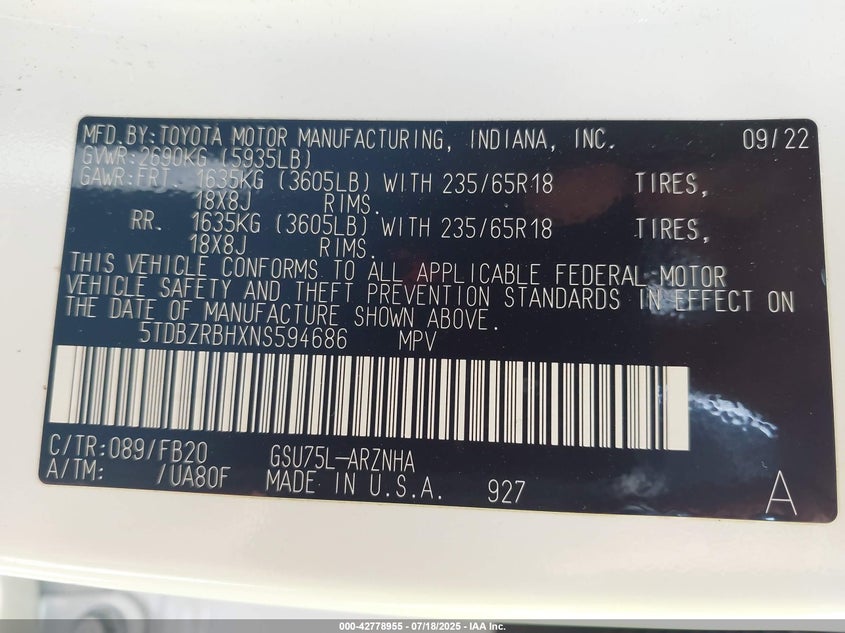 MFD.BY:TOYOTA MOTOR MANUFACTURING, INDIANA, INC. 09/22
GVWR:2690KG (5935LB)
GAWR:FRT. 1635KG (3605LB) WITH 235/65R18 TIRES,
18X8J RIMS.
RR. 1635KG (3605LB) WITH 235/65R18 TIRES,
18X8J RIMS.
THIS VEHICLE CONFORMS TO ALL APPLICABLE FEDERAL MOTOR
VEHICLE SAFETY AND THEFT PREVENTION STANDARDS IN EFFECT ON
THE DATE OF MANUFACTURE SHOWN ABOVE.
5TDBZRBHXNS594686 MPV
C/TR:089/FB20 GSU75L-ARZNHA
A/TM: /UA80F MADE IN U.S.A. 927 A
000-42778955 - 07/18/2025 - IAA Inc.